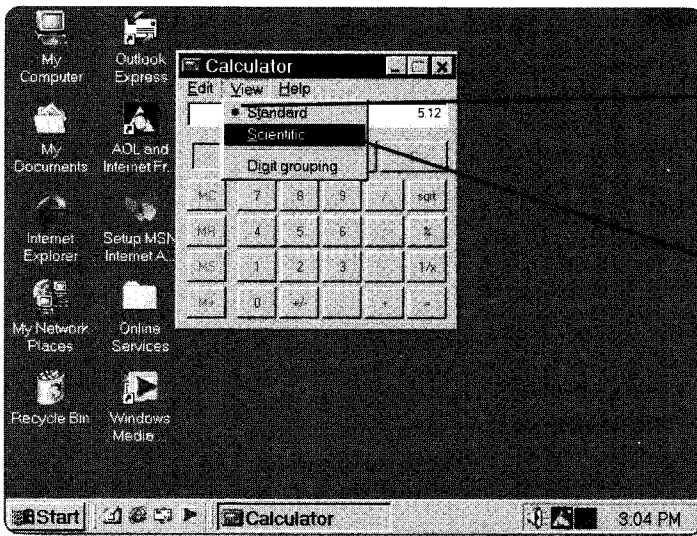 My Computer
Outlook Express
My Documents
AOL and Internet Fr...
Internet Explorer
Setup MSN Internet A...
My Network Places
Online Services
Recycle Bin
Windows Media ...
Calculator
Edit View Help
Standard
Scientific
Digit grouping
5.12
MC 7 8 9 / sqrt
MR 4 5 6 %
MS 1 2 3 - 1/x
M+ 0 +/- . + =
Start
Calculator
3:04 PM